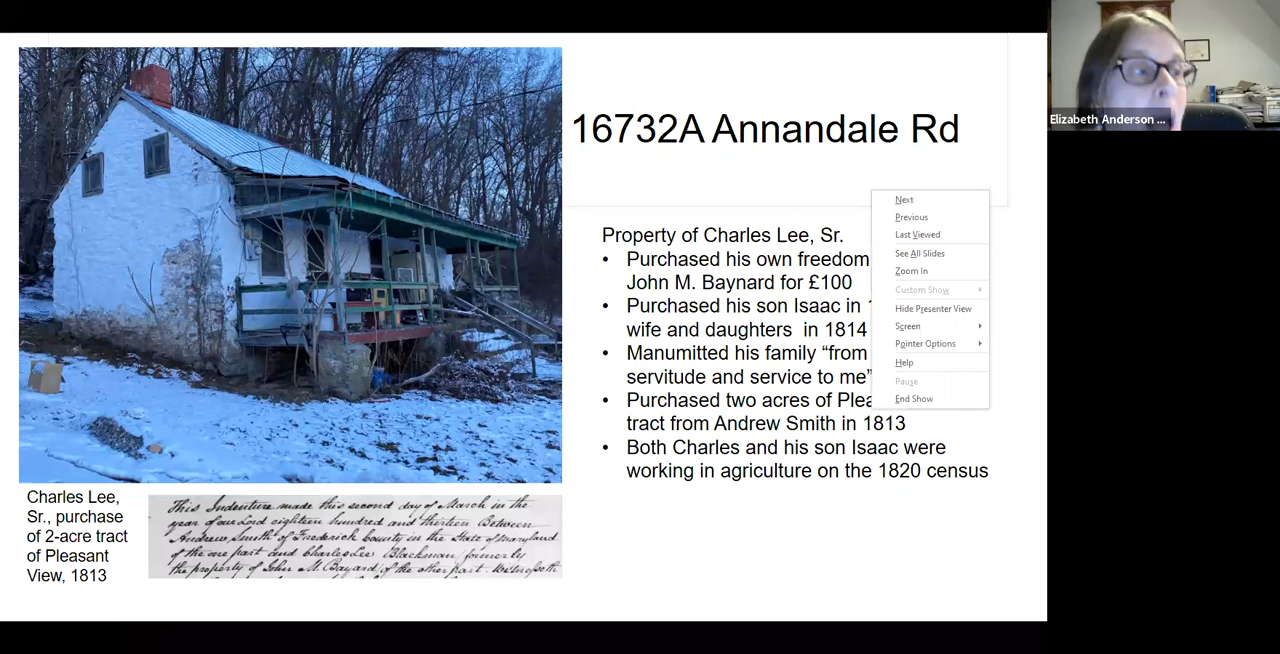 16732A Annandale Rd
Elizabeth Anderson ...
Property of Charles Lee, Sr.
• Purchased his own freedom
John M. Baynard for £100
• Purchased his son Isaac in
wife and daughters in 1814
• Manumitted his family “from
servitude and service to me”
• Purchased two acres of Plea
tract from Andrew Smith in 1813
• Both Charles and his son Isaac were
working in agriculture on the 1820 census
Next
Previous
Last Viewed
See All Slides
Zoom In
Custom Show
Hide Presenter View
Screen
Pointer Options
Help
Pause
End Show
Charles Lee,
Sr., purchase
of 2-acre tract
of Pleasant
View, 1813
This Indenture made this second day of March in the
year of our Lord eighteen hundred and thirteen Between
Andrew Smith of Frederick County in the State of Maryland
of the one part and Charles Lee Blackman formerly
the property of John M. Bayard of the other part. Witnesseth